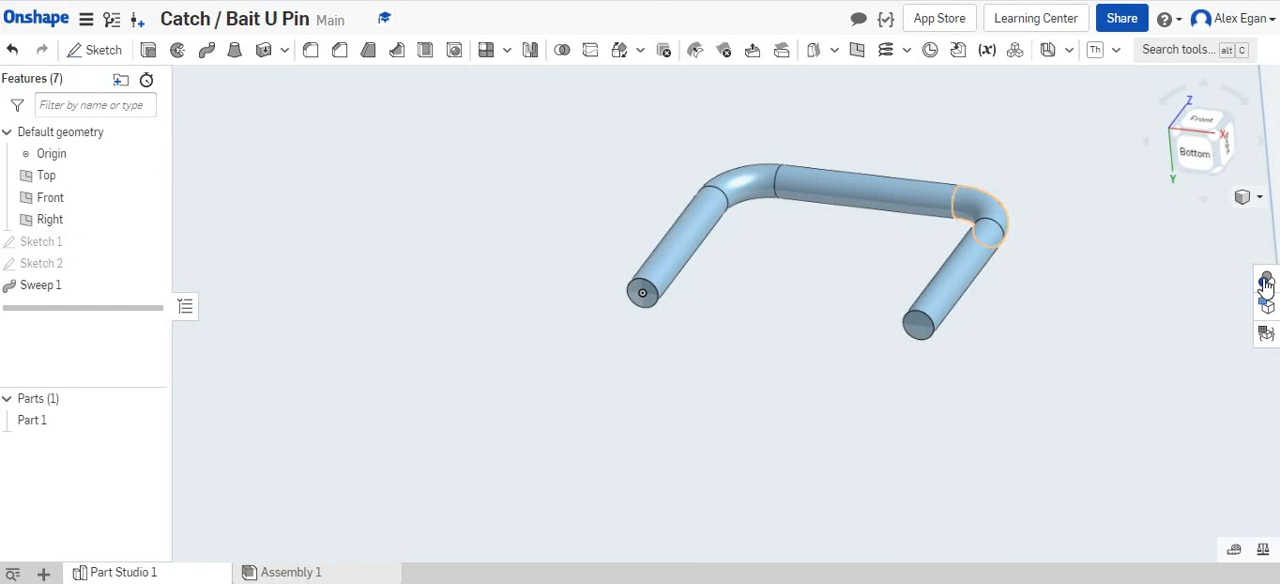 Onshape Catch / Bait U Pin Main App Store Learning Center Share Alex Egan
Sketch (x) Th Search tools... alt C
Features (7)
Filter by name or type
Default geometry
Origin
Top
Front
Right
Sketch 1
Sketch 2
Sweep 1
Parts (1)
Part 1
Z
Front
X
Bottom
Y
Part Studio 1 Assembly 1